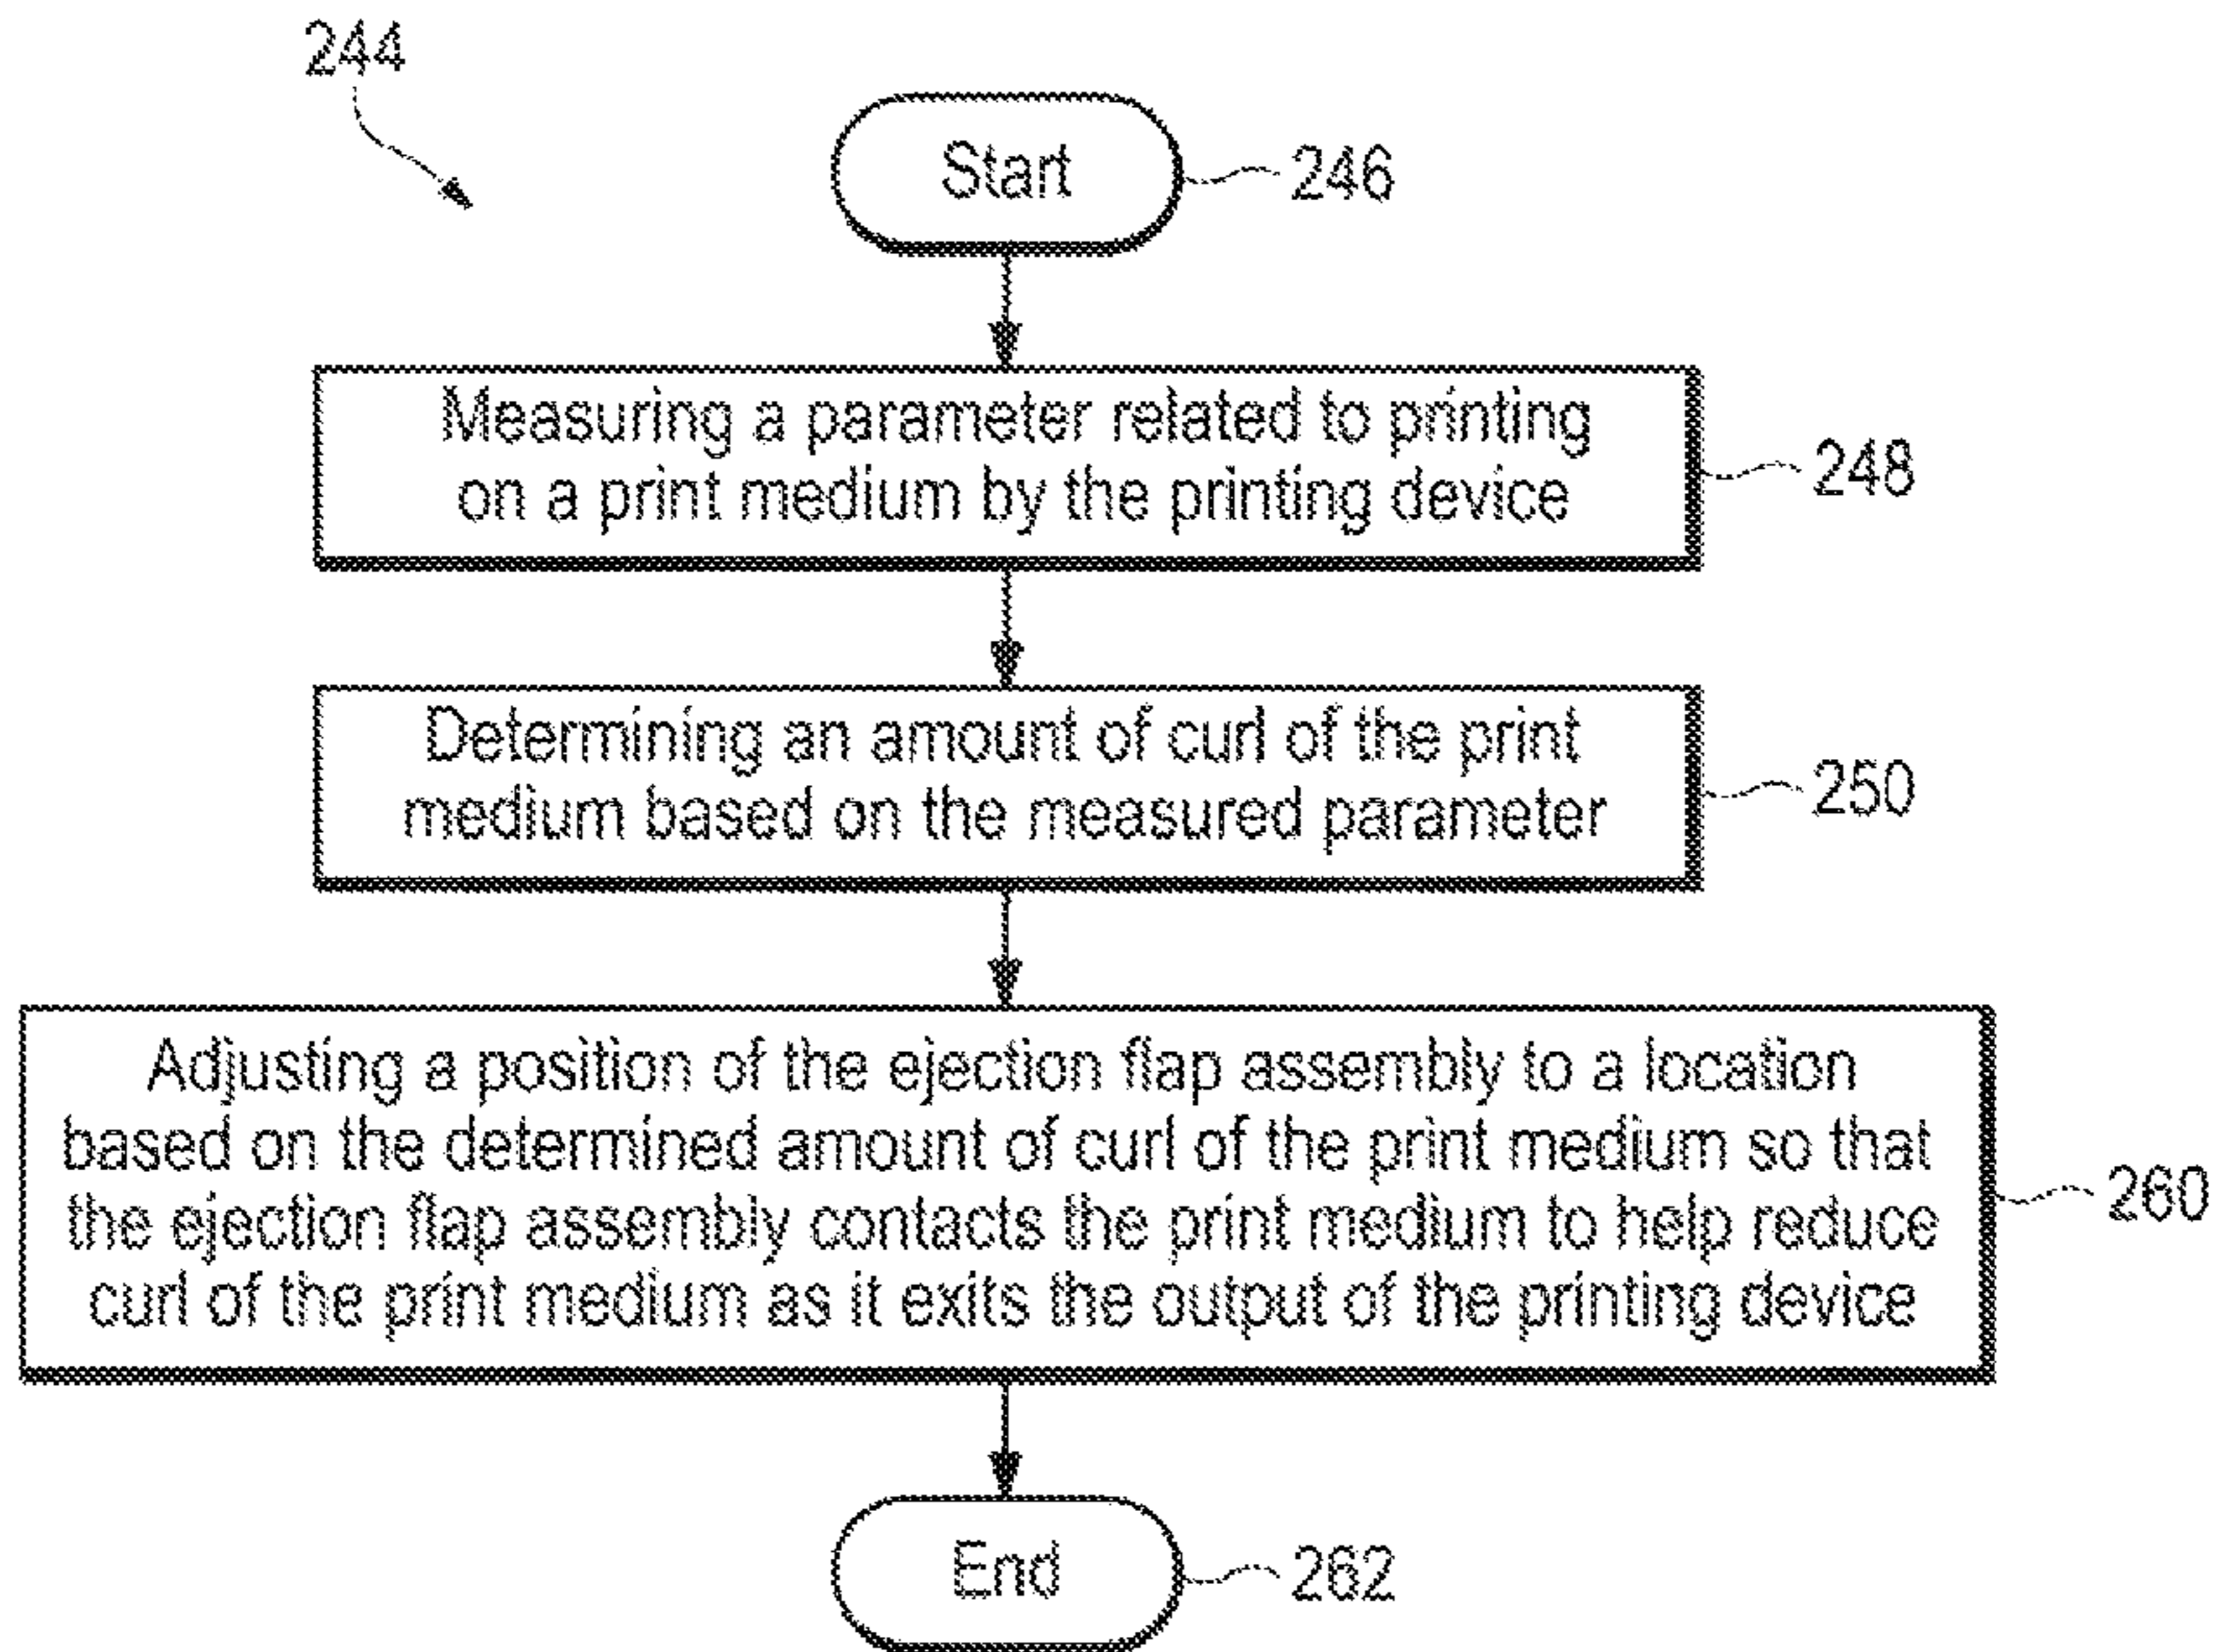 244
Start
246
Measuring a parameter related to printing
on a print medium by the printing device
248
Determining an amount of curl of the print
medium based on the measured parameter
250
Adjusting a position of the ejection flap assembly to a location
based on the determined amount of curl of the print medium so that
the ejection flap assembly contacts the print medium to help reduce
curl of the print medium as it exits the output of the printing device
260
End
262